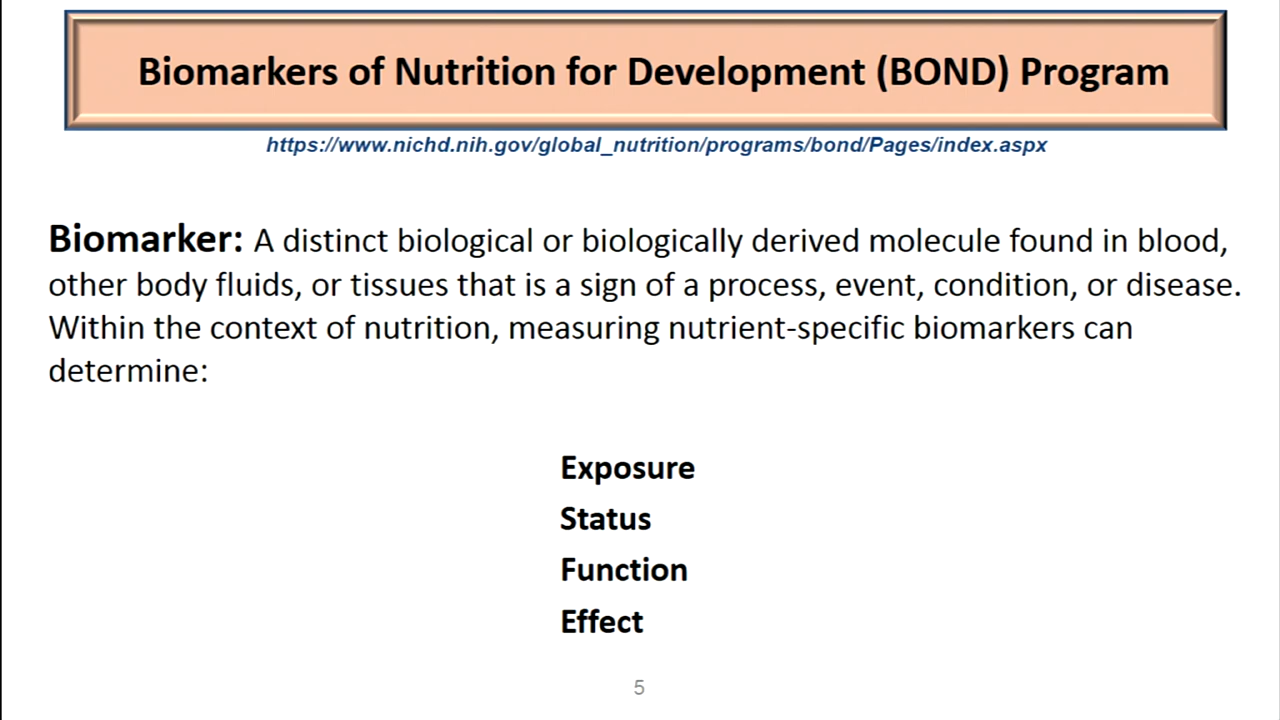 Biomarkers of Nutrition for Development (BOND) Program
https://www.nichd.nih.gov/global_nutrition/programs/bond/Pages/index.aspx
Biomarker: A distinct biological or biologically derived molecule found in blood,
other body fluids, or tissues that is a sign of a process, event, condition, or disease.
Within the context of nutrition, measuring nutrient-specific biomarkers can
determine:
Exposure
Status
Function
Effect
5